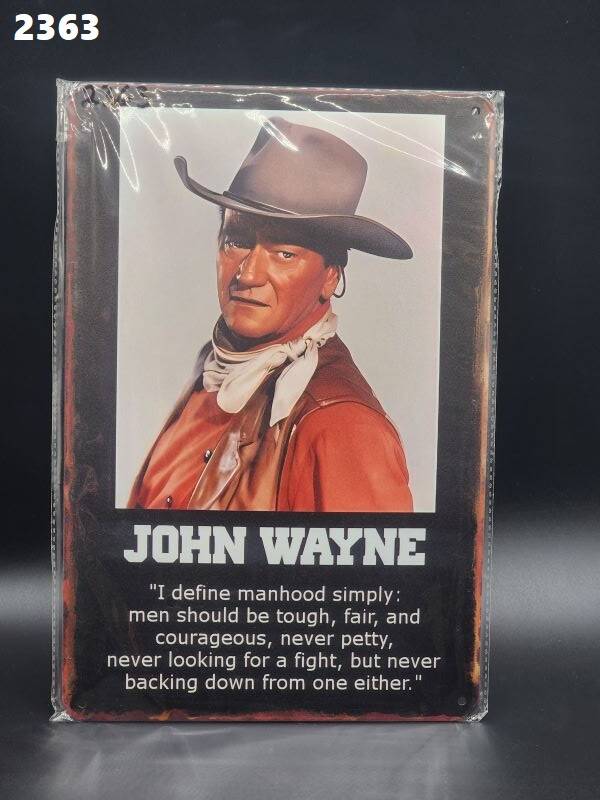 2363
2363
JOHN WAYNE
"I define manhood simply:
men should be tough, fair, and
courageous, never petty,
never looking for a fight, but never
backing down from one either."